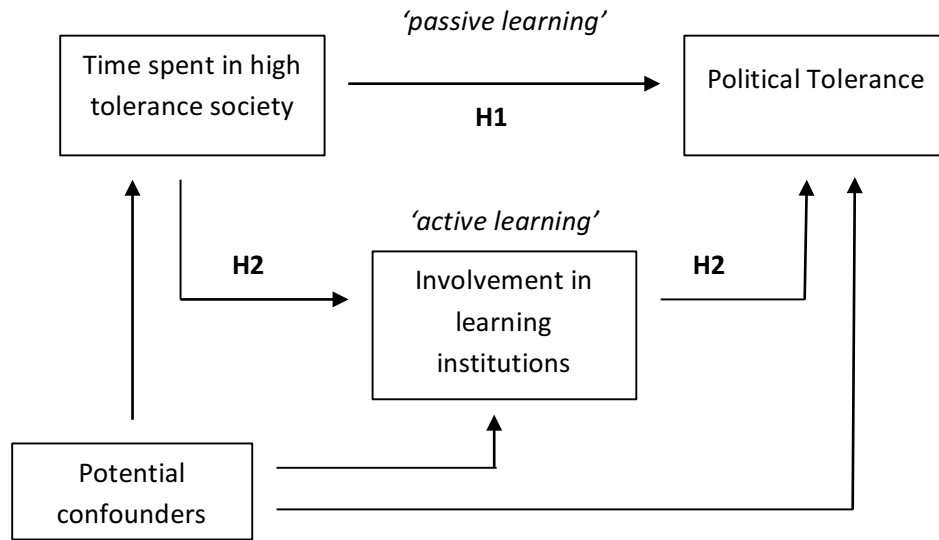 ‘passive learning’
Time spent in high
tolerance society
Political Tolerance
H1
‘active learning’
H2
H2
Involvement in
learning
institutions
Potential
confounders